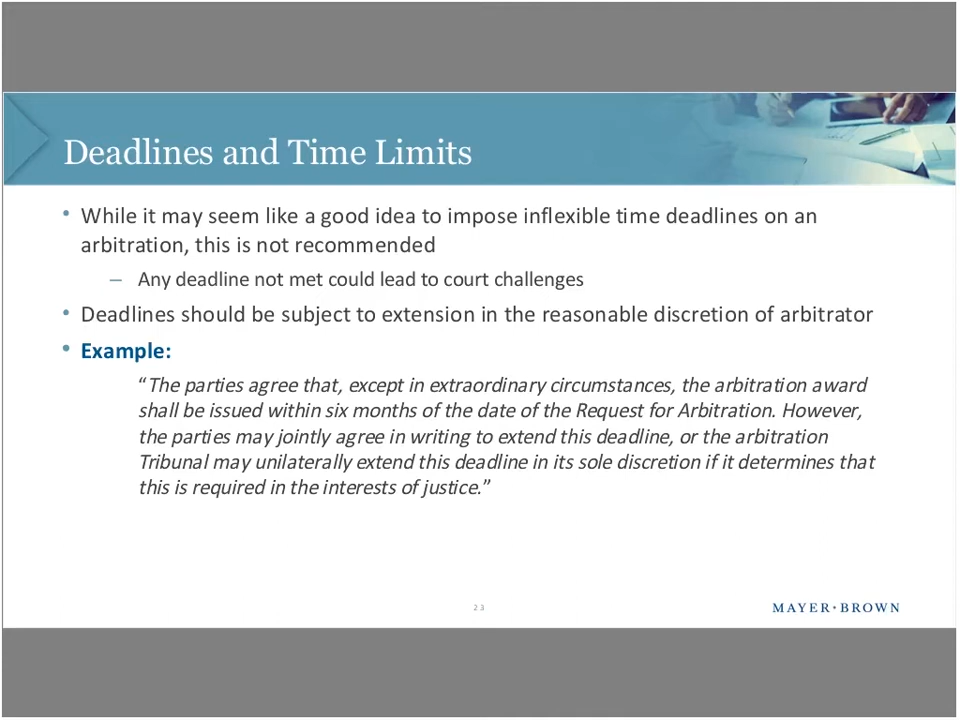 Deadlines and Time Limits
• While it may seem like a good idea to impose inflexible time deadlines on an
arbitration, this is not recommended
– Any deadline not met could lead to court challenges
• Deadlines should be subject to extension in the reasonable discretion of arbitrator
• Example:
“The parties agree that, except in extraordinary circumstances, the arbitration award
shall be issued within six months of the date of the Request for Arbitration. However,
the parties may jointly agree in writing to extend this deadline, or the arbitration
Tribunal may unilaterally extend this deadline in its sole discretion if it determines that
this is required in the interests of justice.”
23
MAYER•BROWN